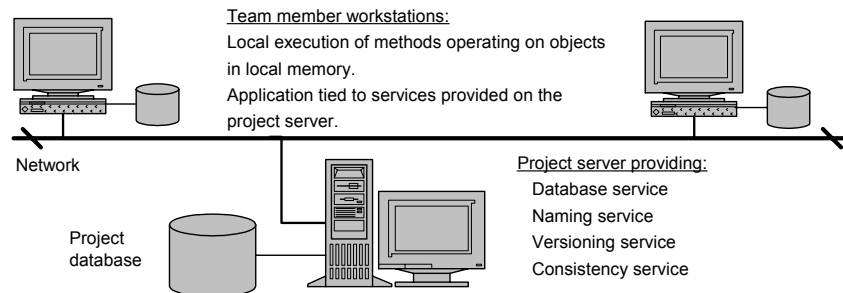 Team member workstations:
Local execution of methods operating on objects
in local memory.
Application tied to services provided on the
project server.
Network
Project server providing:
Database service
Naming service
Versioning service
Consistency service
Project
database